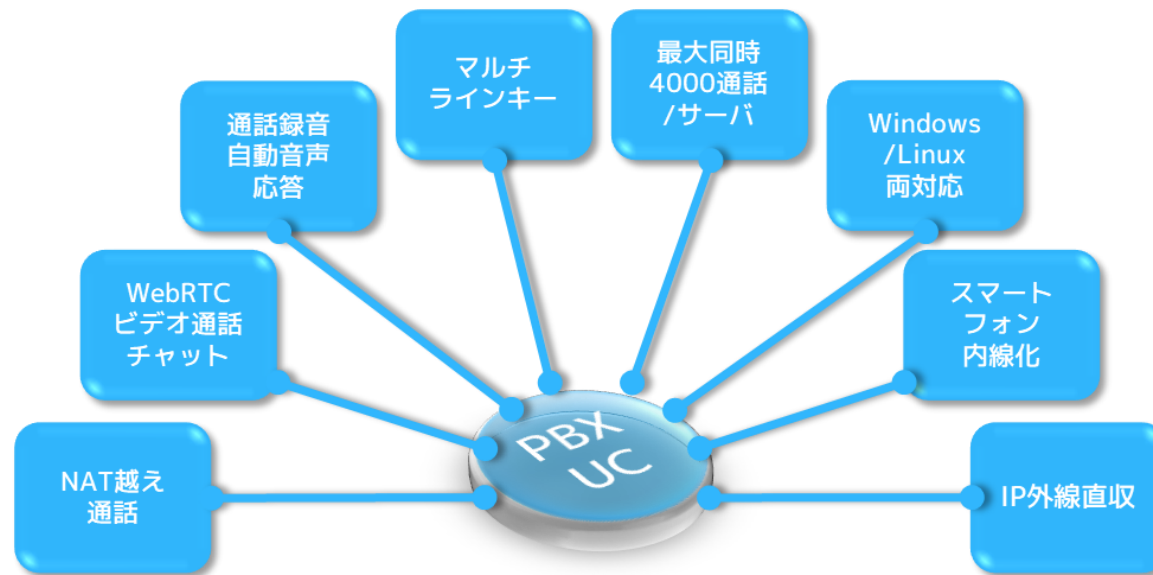 マルチ
ラインキー
最大同時
4000通話
/サーバ
通話録音
自動音声
応答
Windows
/Linux
両対応
WebRTC
ビデオ通話
チャット
スマート
フォン
内線化
NAT越え
通話
PBX
UC
IP外線直収